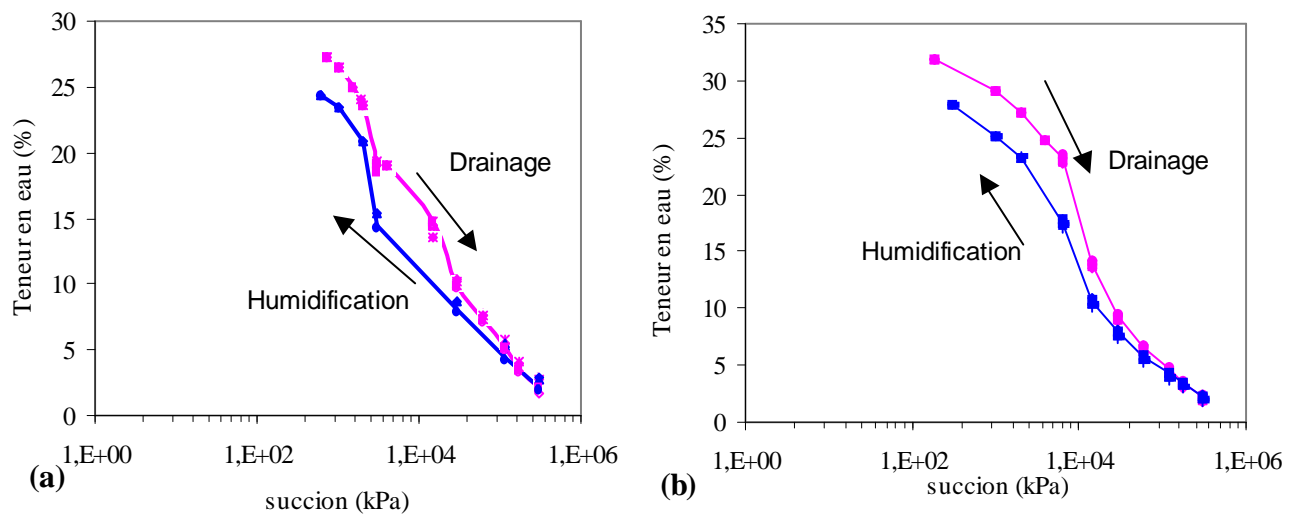 30
25
20
15
10
5
0
Teneur en eau (%)
Drainage
Humidification
1,E+00 1,E+02 1,E+04 1,E+06
(a)
succion (kPa)
35
30
25
20
15
10
5
0
Teneur en eau (%)
Drainage
Humidification
1,E+00 1,E+02 1,E+04 1,E+06
(b)
succion (kPa)